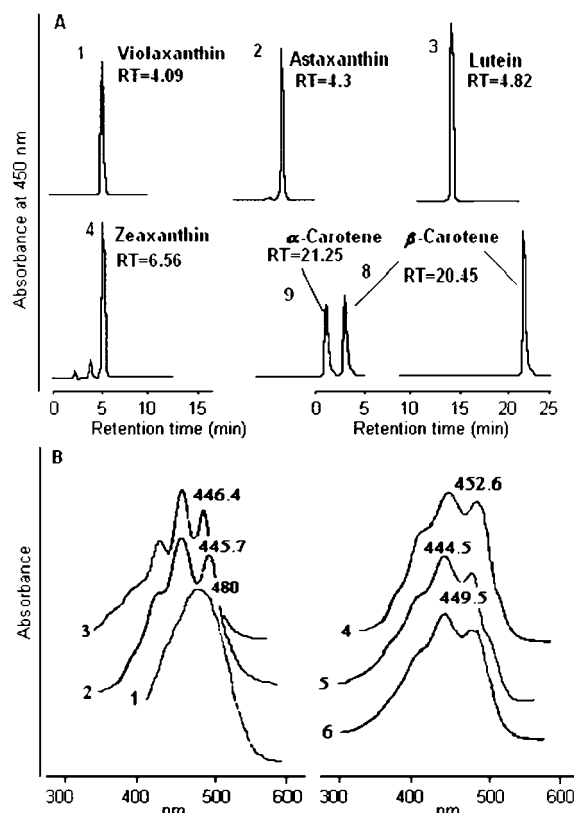 A
Absorbance at 450 nm
1
Violaxanthin
RT=4.09
2
Astaxanthin
RT=4.3
3
Lutein
RT=4.82
4
Zeaxanthin
RT=6.56
9
α-Carotene
RT=21.25
8
β-Carotene
RT=20.45
0 5 10 15
Retention time (min)
0 5 10 15 20 25
Retention time (min)
B
Absorbance
446.4
445.7
480
3
2
1
300 400 500 600
nm
452.6
444.5
449.5
4
5
6
300 400 500 600
nm